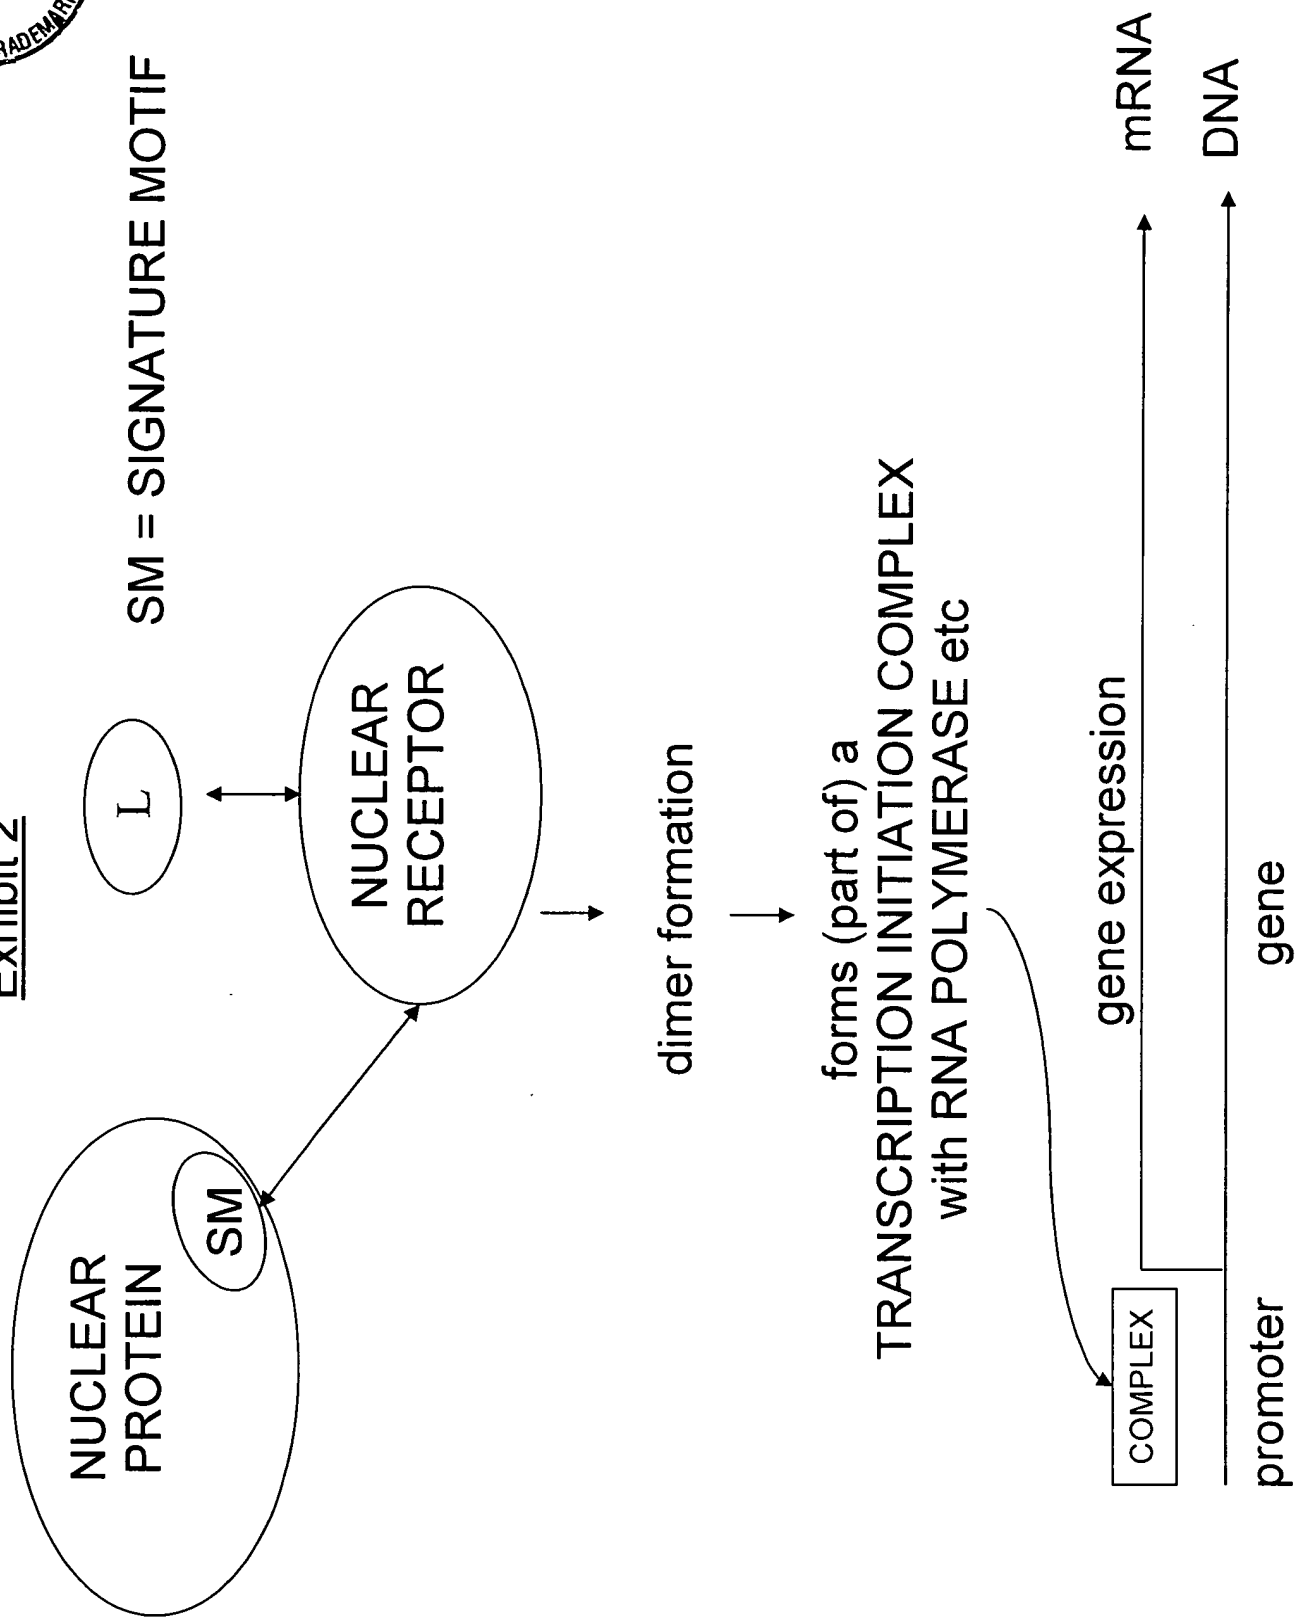 Exhibit 2
L
SM = SIGNATURE MOTIF
NUCLEAR
PROTEIN
SM
NUCLEAR
RECEPTOR
dimer formation
forms (part of) a
TRANSCRIPTION INITIATION COMPLEX
with RNA POLYMERASE etc
gene expression
mRNA
COMPLEX
DNA
promoter
gene